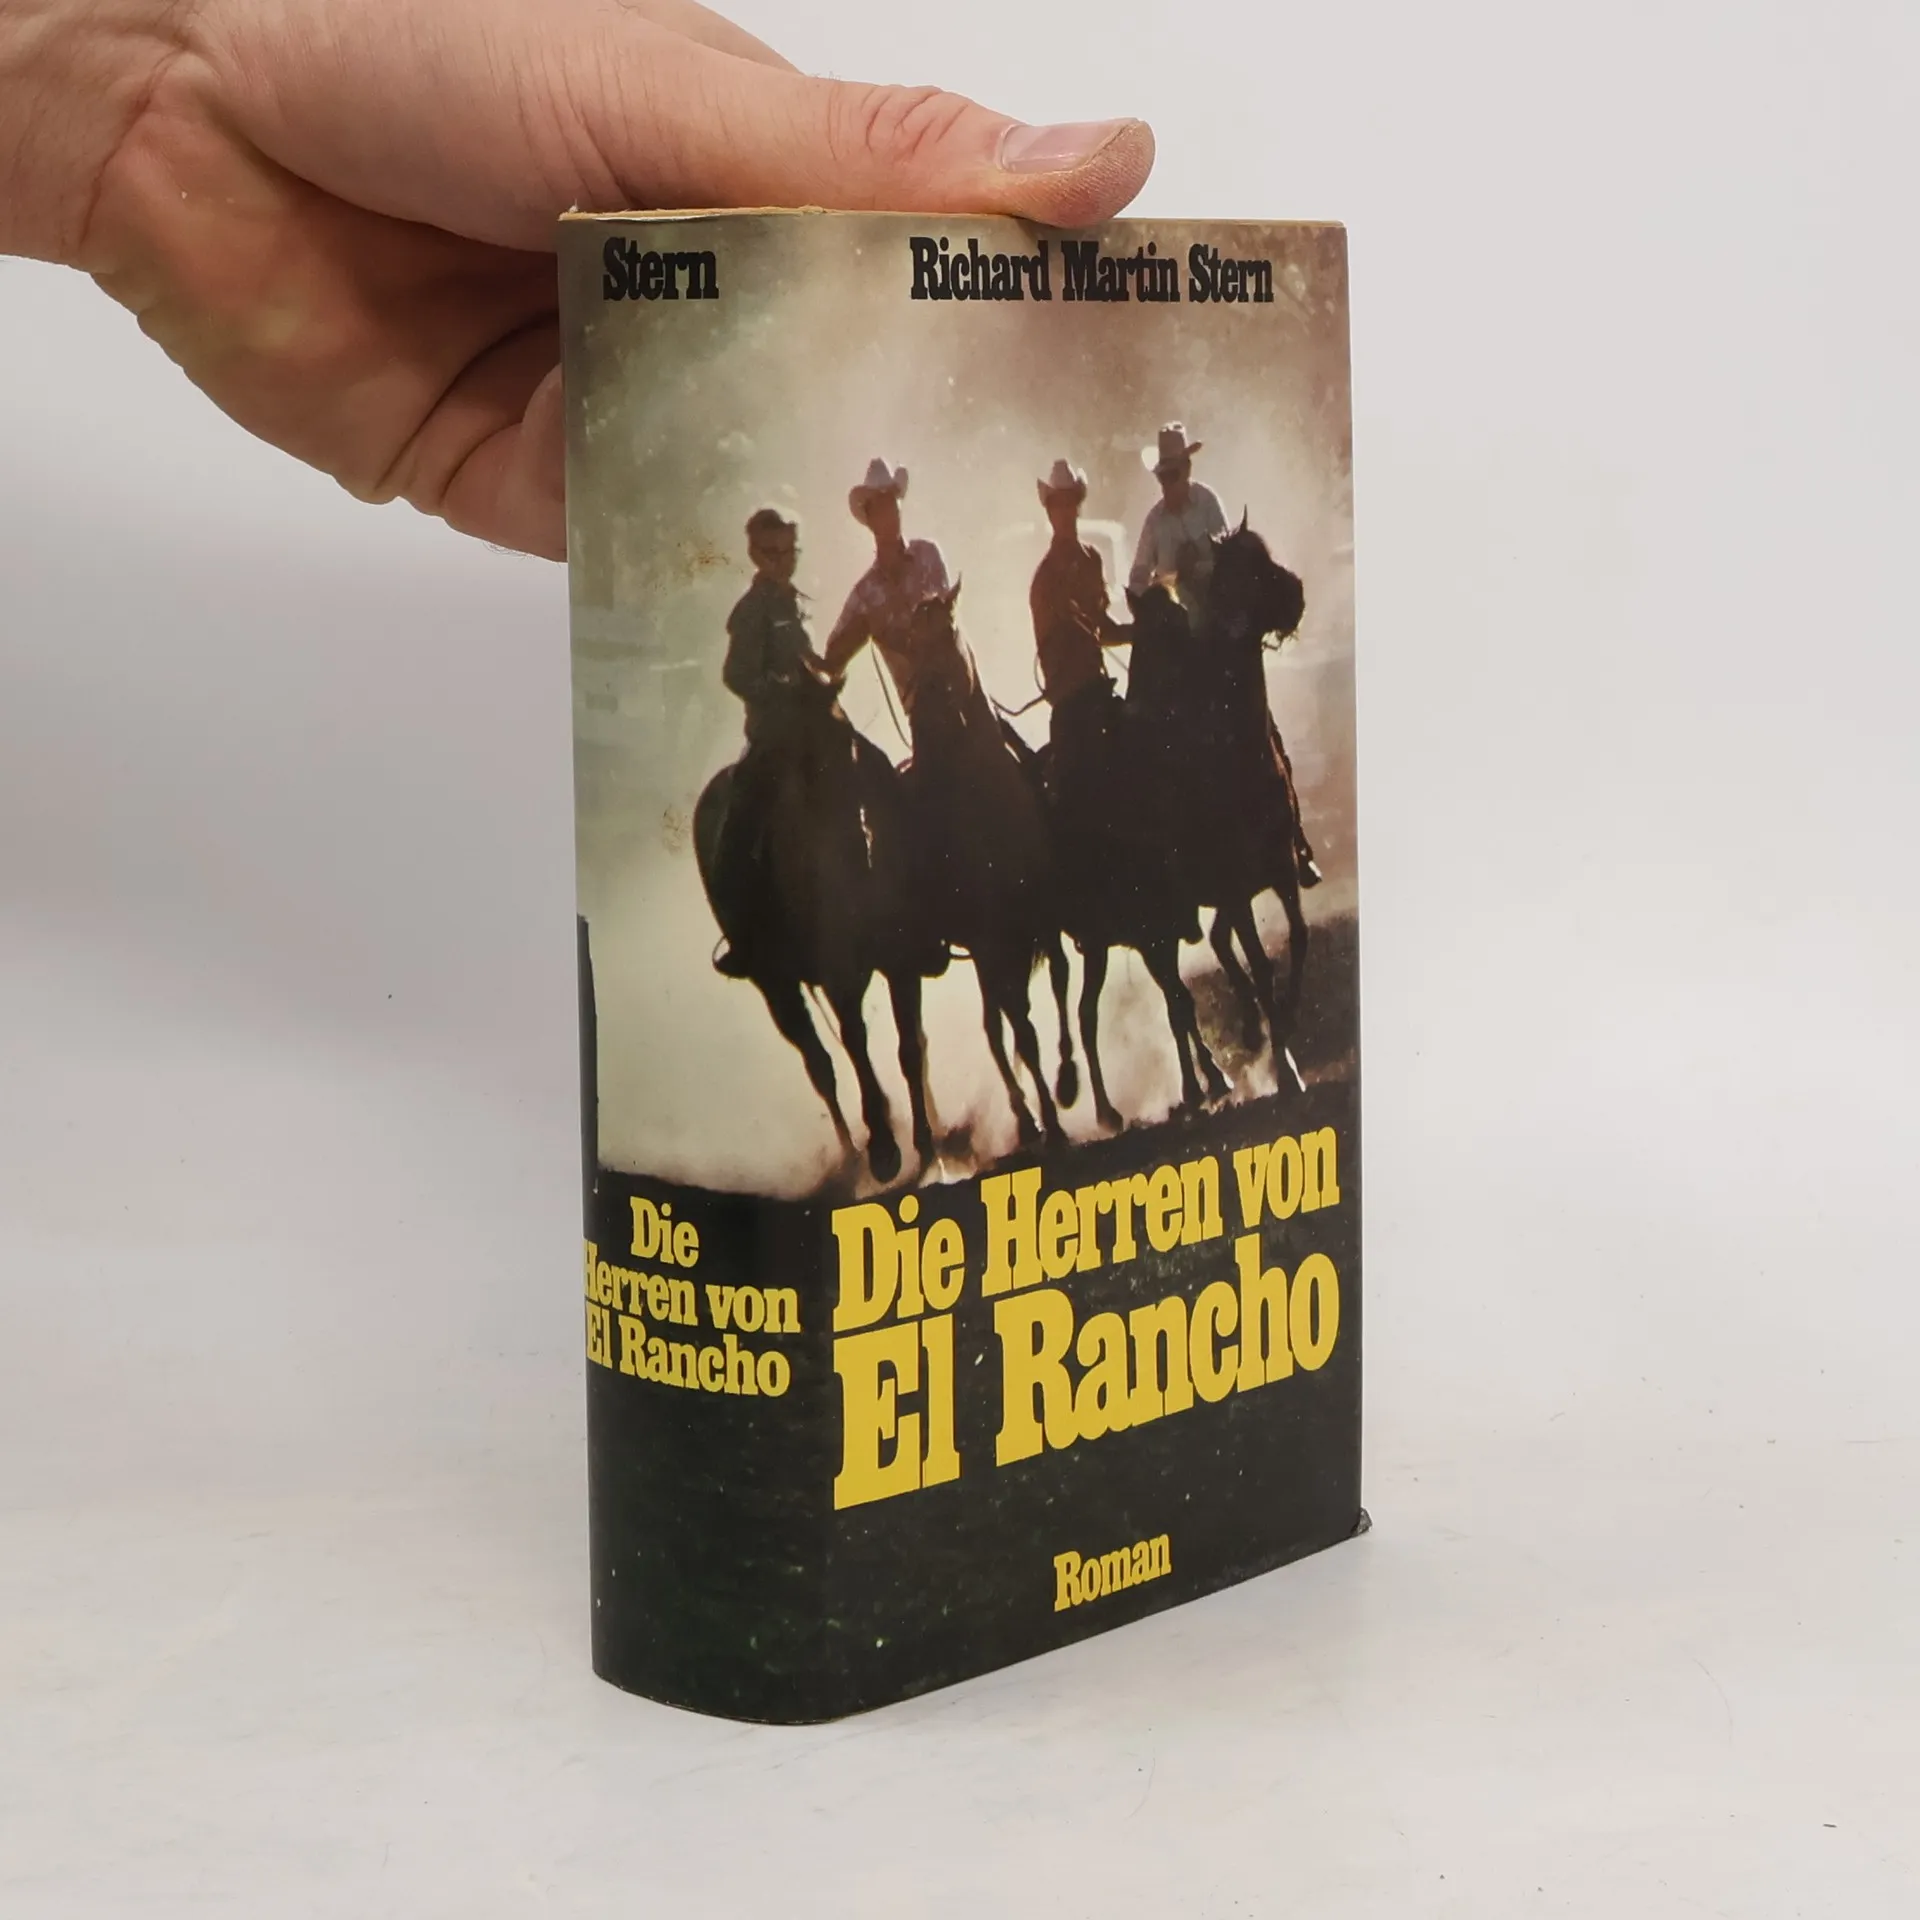 Stern
Die
Herren von
El Rancho
Richard Martin Stern
Die Herren von
El Rancho
Roman